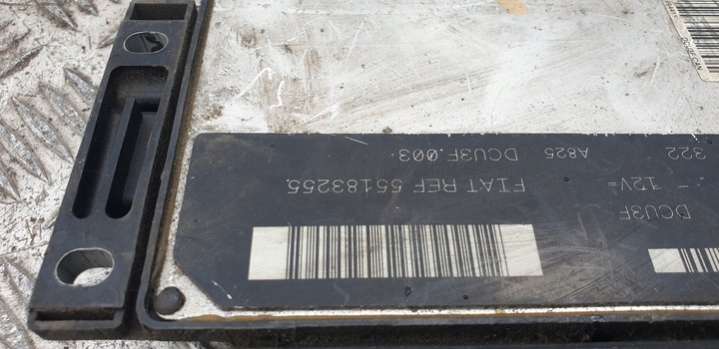 DCU3F
12V= FIAT REF 55183255
322 A825 DCU3F.003